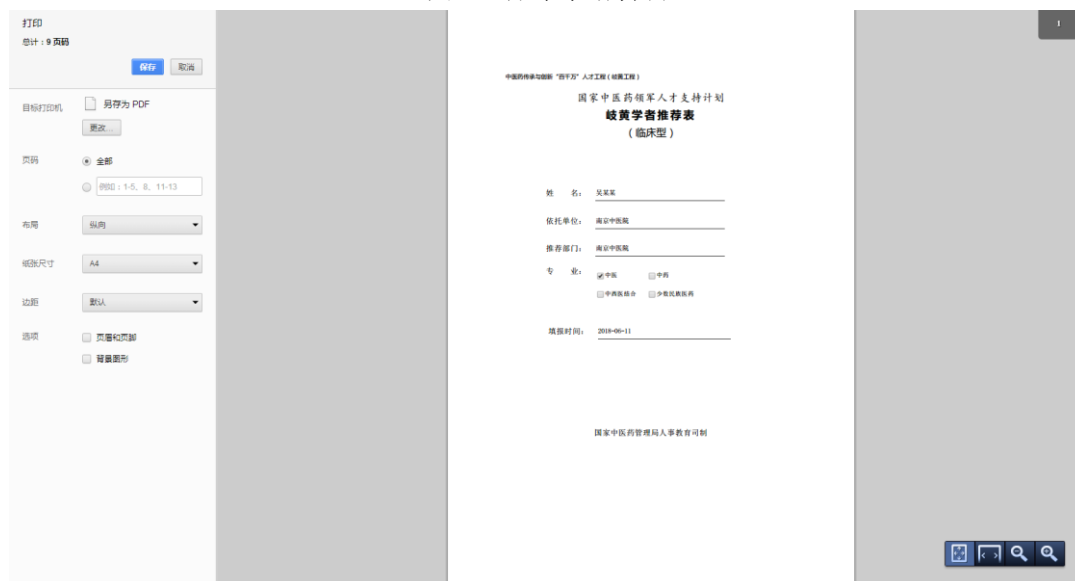 打印
总计：9 页码
保存 取消
目标打印机 另存为 PDF
更改...
页码 全部
例如：1-5、8、11-13
布局 纵向
纸张尺寸 A4
边距 默认
选项 页眉和页脚
背景图形
1
中医药传承与创新“百千万”人才工程（岐黄工程）
国家中医药领军人才支持计划
岐黄学者推荐表
（临床型）
姓 名： 吴某某
依托单位： 南京中医院
推荐部门： 南京中医院
专 业： 中医 中药
中西医结合 少数民族医药
填报时间： 2018-06-11
国家中医药管理局人事教育司制